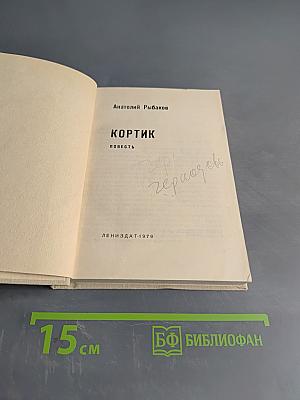 Анатолий Рыбаков
КОРТИК
ПОВЕСТЬ
ЛЕНИЗДАТ·1979
15 см
БФ БИБЛИОФАН